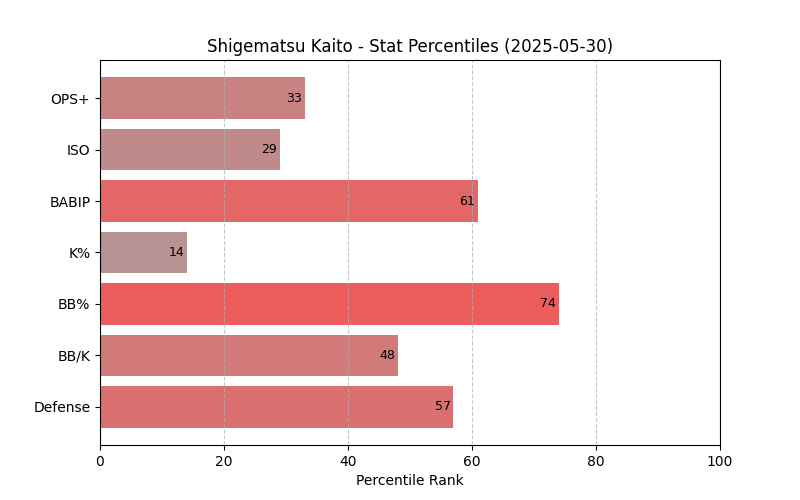 Shigematsu Kaito - Stat Percentiles (2025-05-30)
OPS+ 33
ISO 29
BABIP 61
K% 14
BB% 74
BB/K 48
Defense 57
0 20 40 60 80 100
Percentile Rank